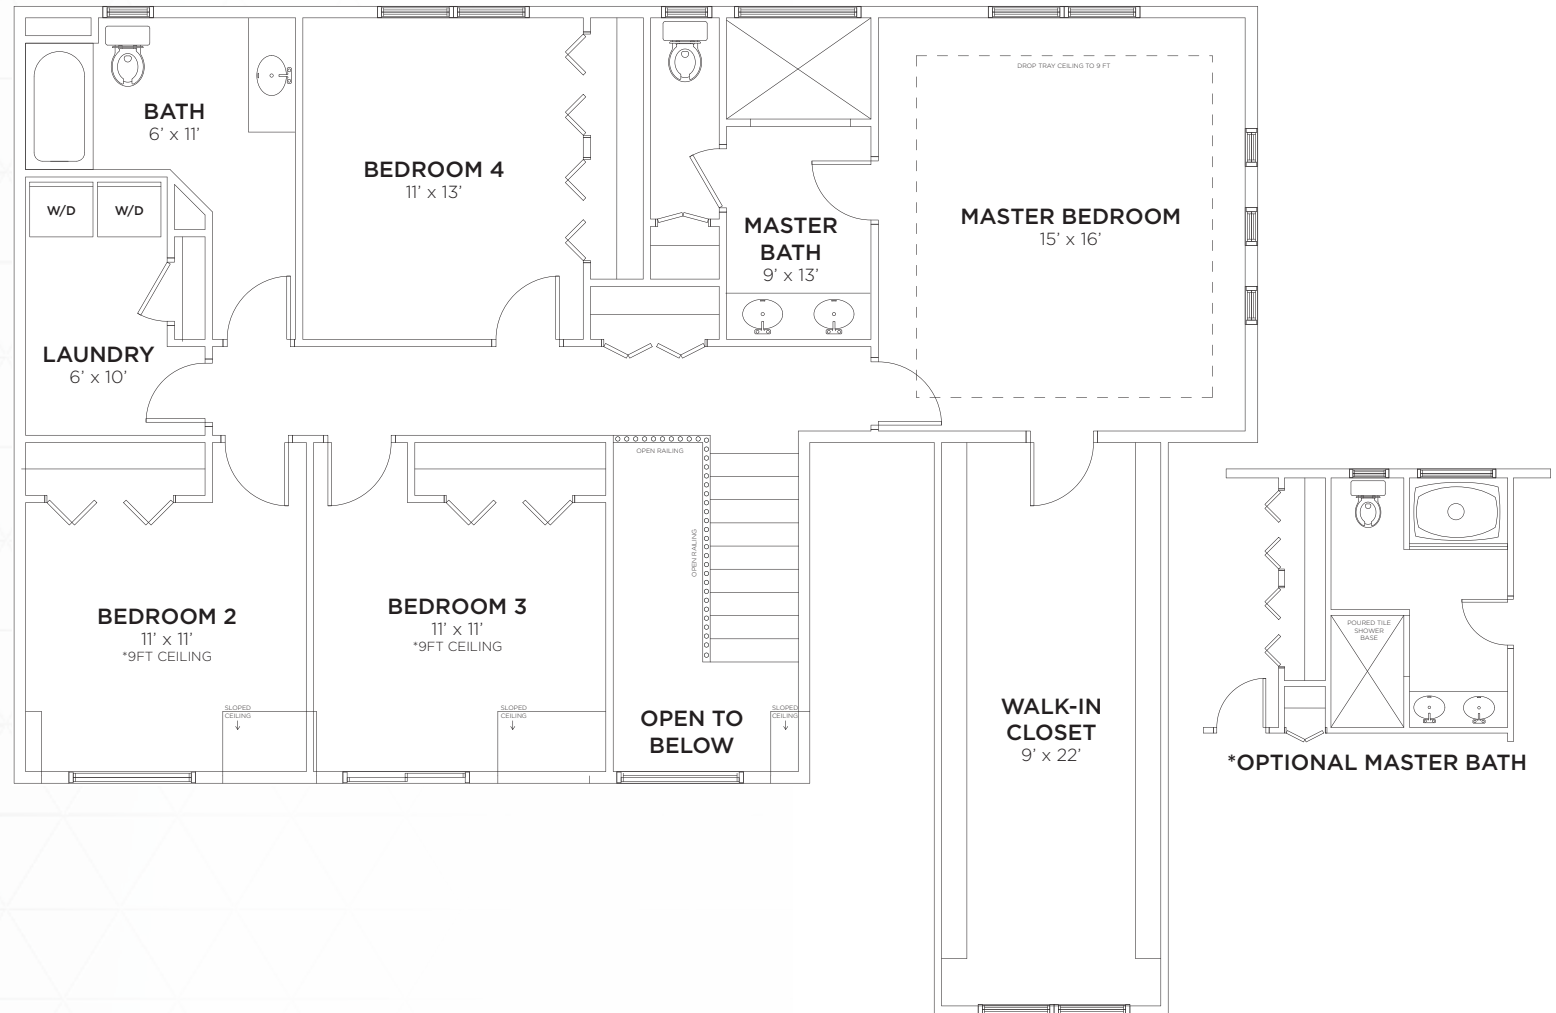 DROP TRAY CEILING TO 9 FT
BATH
6’ x 11’
BEDROOM 4
11’ x 13’
W/D
W/D
MASTER
BATH
9’ x 13’
MASTER BEDROOM
15’ x 16’
LAUNDRY
6’ x 10’
OPEN RAILING
OPEN RAILING
BEDROOM 2
11’ x 11’
*9FT CEILING
BEDROOM 3
11’ x 11’
*9FT CEILING
SLOPED
CEILING
SLOPED
CEILING
OPEN TO
BELOW
SLOPED
CEILING
WALK-IN
CLOSET
9’ x 22’
POURED TILE
SHOWER
BASE
*OPTIONAL MASTER BATH